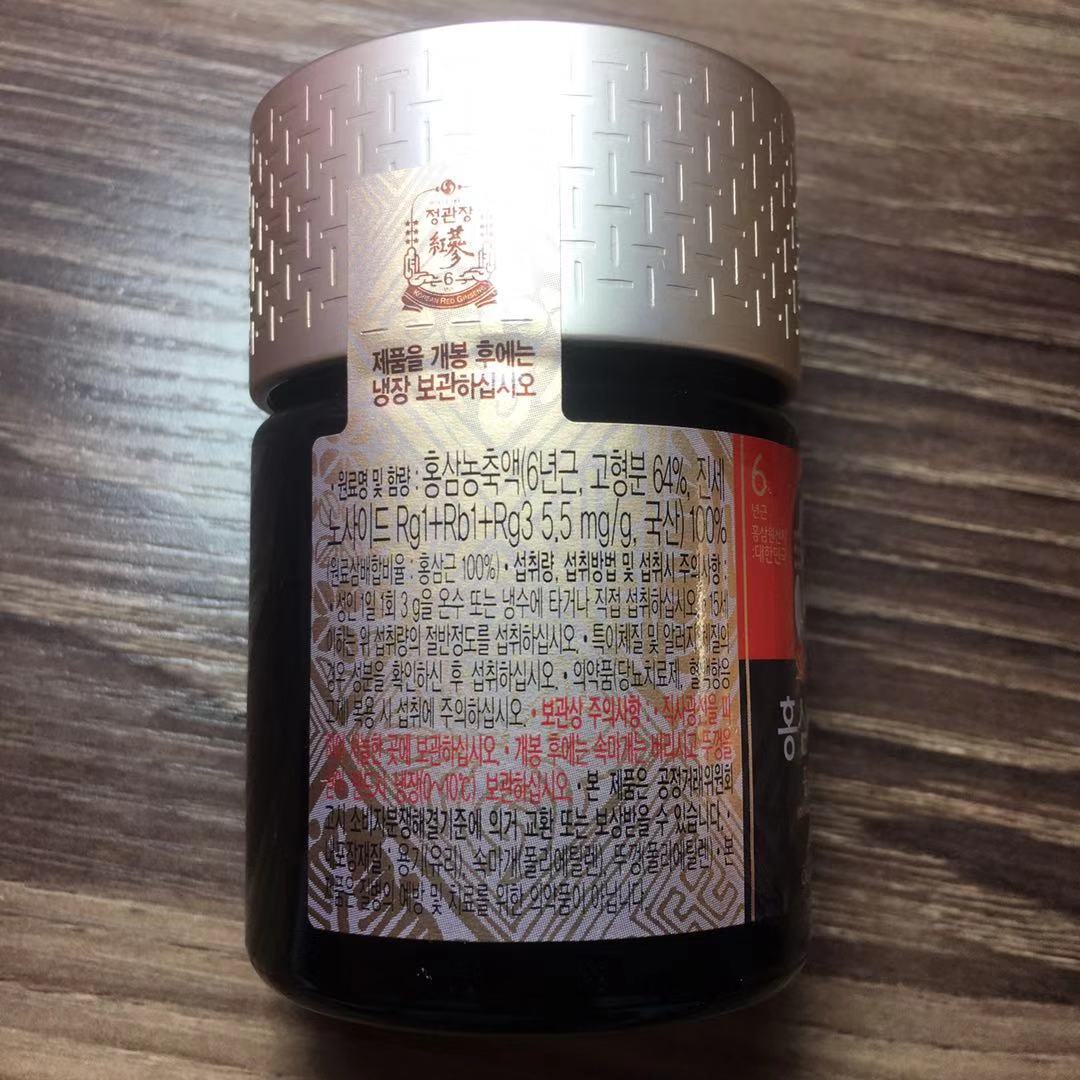 정관장
紅蔘
6
KOREAN RED GINSENG
제품을 개봉 후에는
냉장 보관하십시오
• 원료명 및 함량 : 홍삼농축액(6년근, 고형분 64%, 진세
노사이드 Rg1+Rb1+Rg3 5.5 mg/g, 국산) 100%
원료삼배합비율 : 홍삼근 100%) • 섭취량, 섭취방법 및 섭취시 주의사항 :
• 성인 1일 1회 3 g을 온수 또는 냉수에 타거나 직접 섭취하십시오. 15세
이하는 위 섭취량의 절반정도를 섭취하십시오. • 특이체질 및 알러지체질의
경우 성분을 확인하신 후 섭취하십시오. • 의약품(당뇨치료제, 혈액항응
고제) 복용 시 섭취에 주의하십시오. • 보관상 주의사항 • 직사광선을 피
곳에 보관하십시오 • 개봉 후에는 속마개는 버리시고 뚜껑을
냉장(0~10℃) 보관하십시오 • 본 제품은 공정거래위원회
고시 소비자분쟁해결기준에 의거 교환 또는 보상받을 수 있습니다.
내포장재질 : 용기(유리), 속마개(폴리에틸렌), 뚜껑(폴리에틸렌) • 본
제품은 질병의 예방 및 치료를 위한 의약품이 아닙니다.
6
년근
:대한민국
홍